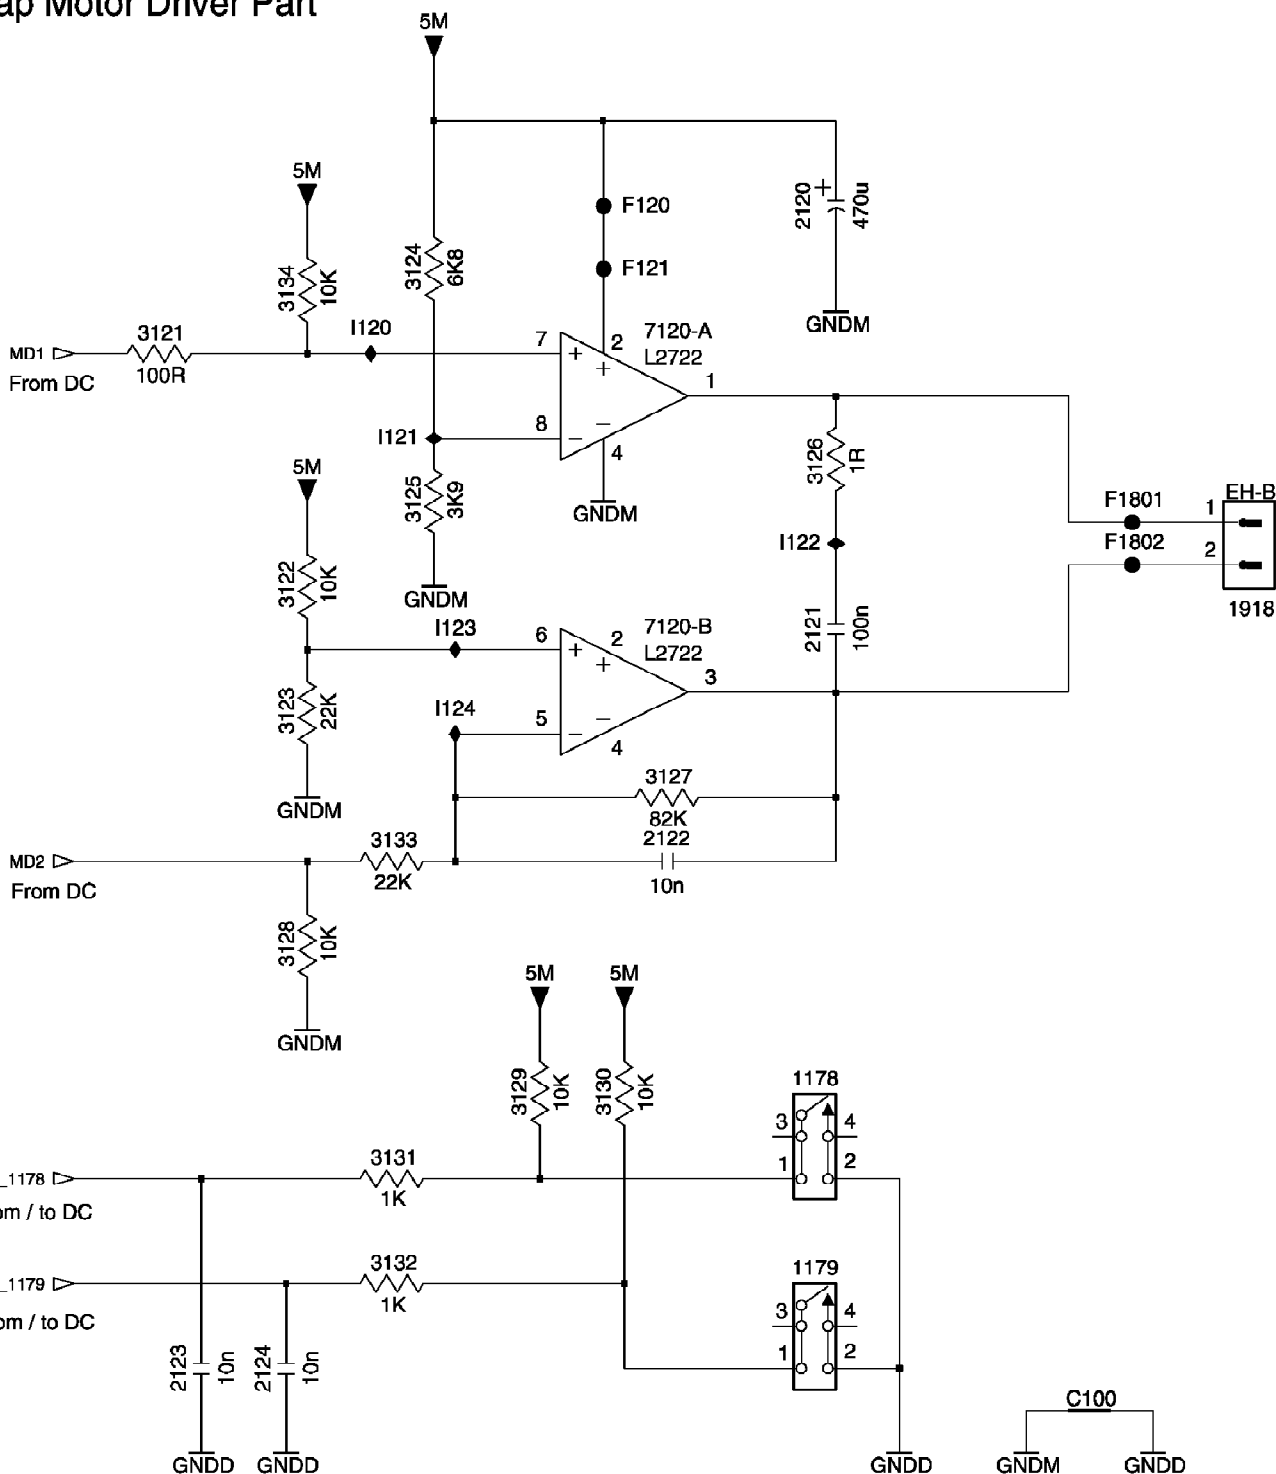 ap Motor Driver Part
5M
5M
F120
F121
2120
470u
GNDM
3134
10K
3124
6K8
MD1
From DC
3121
100R
I120
7
2
7120-A
L2722
1
+
+
+
I121
8
−
−
4
GNDM
3126
1R
5M
3125
3K9
GNDM
I122
F1801
1
EH-B
F1802
2
1918
3122
10K
I123
6
2
7120-B
L2722
3
+
+
2121
100n
3123
22K
GNDM
I124
5
−
−
4
3127
82K
MD2
From DC
3133
22K
2122
10n
3128
10K
GNDM
5M
5M
3129
10K
3130
10K
1178
3
4
1
2
_1178
om / to DC
3131
1K
_1179
om / to DC
3132
1K
1179
3
4
1
2
2123
10n
2124
10n
GNDD
GNDD
GNDD
C100
GNDM
GNDD